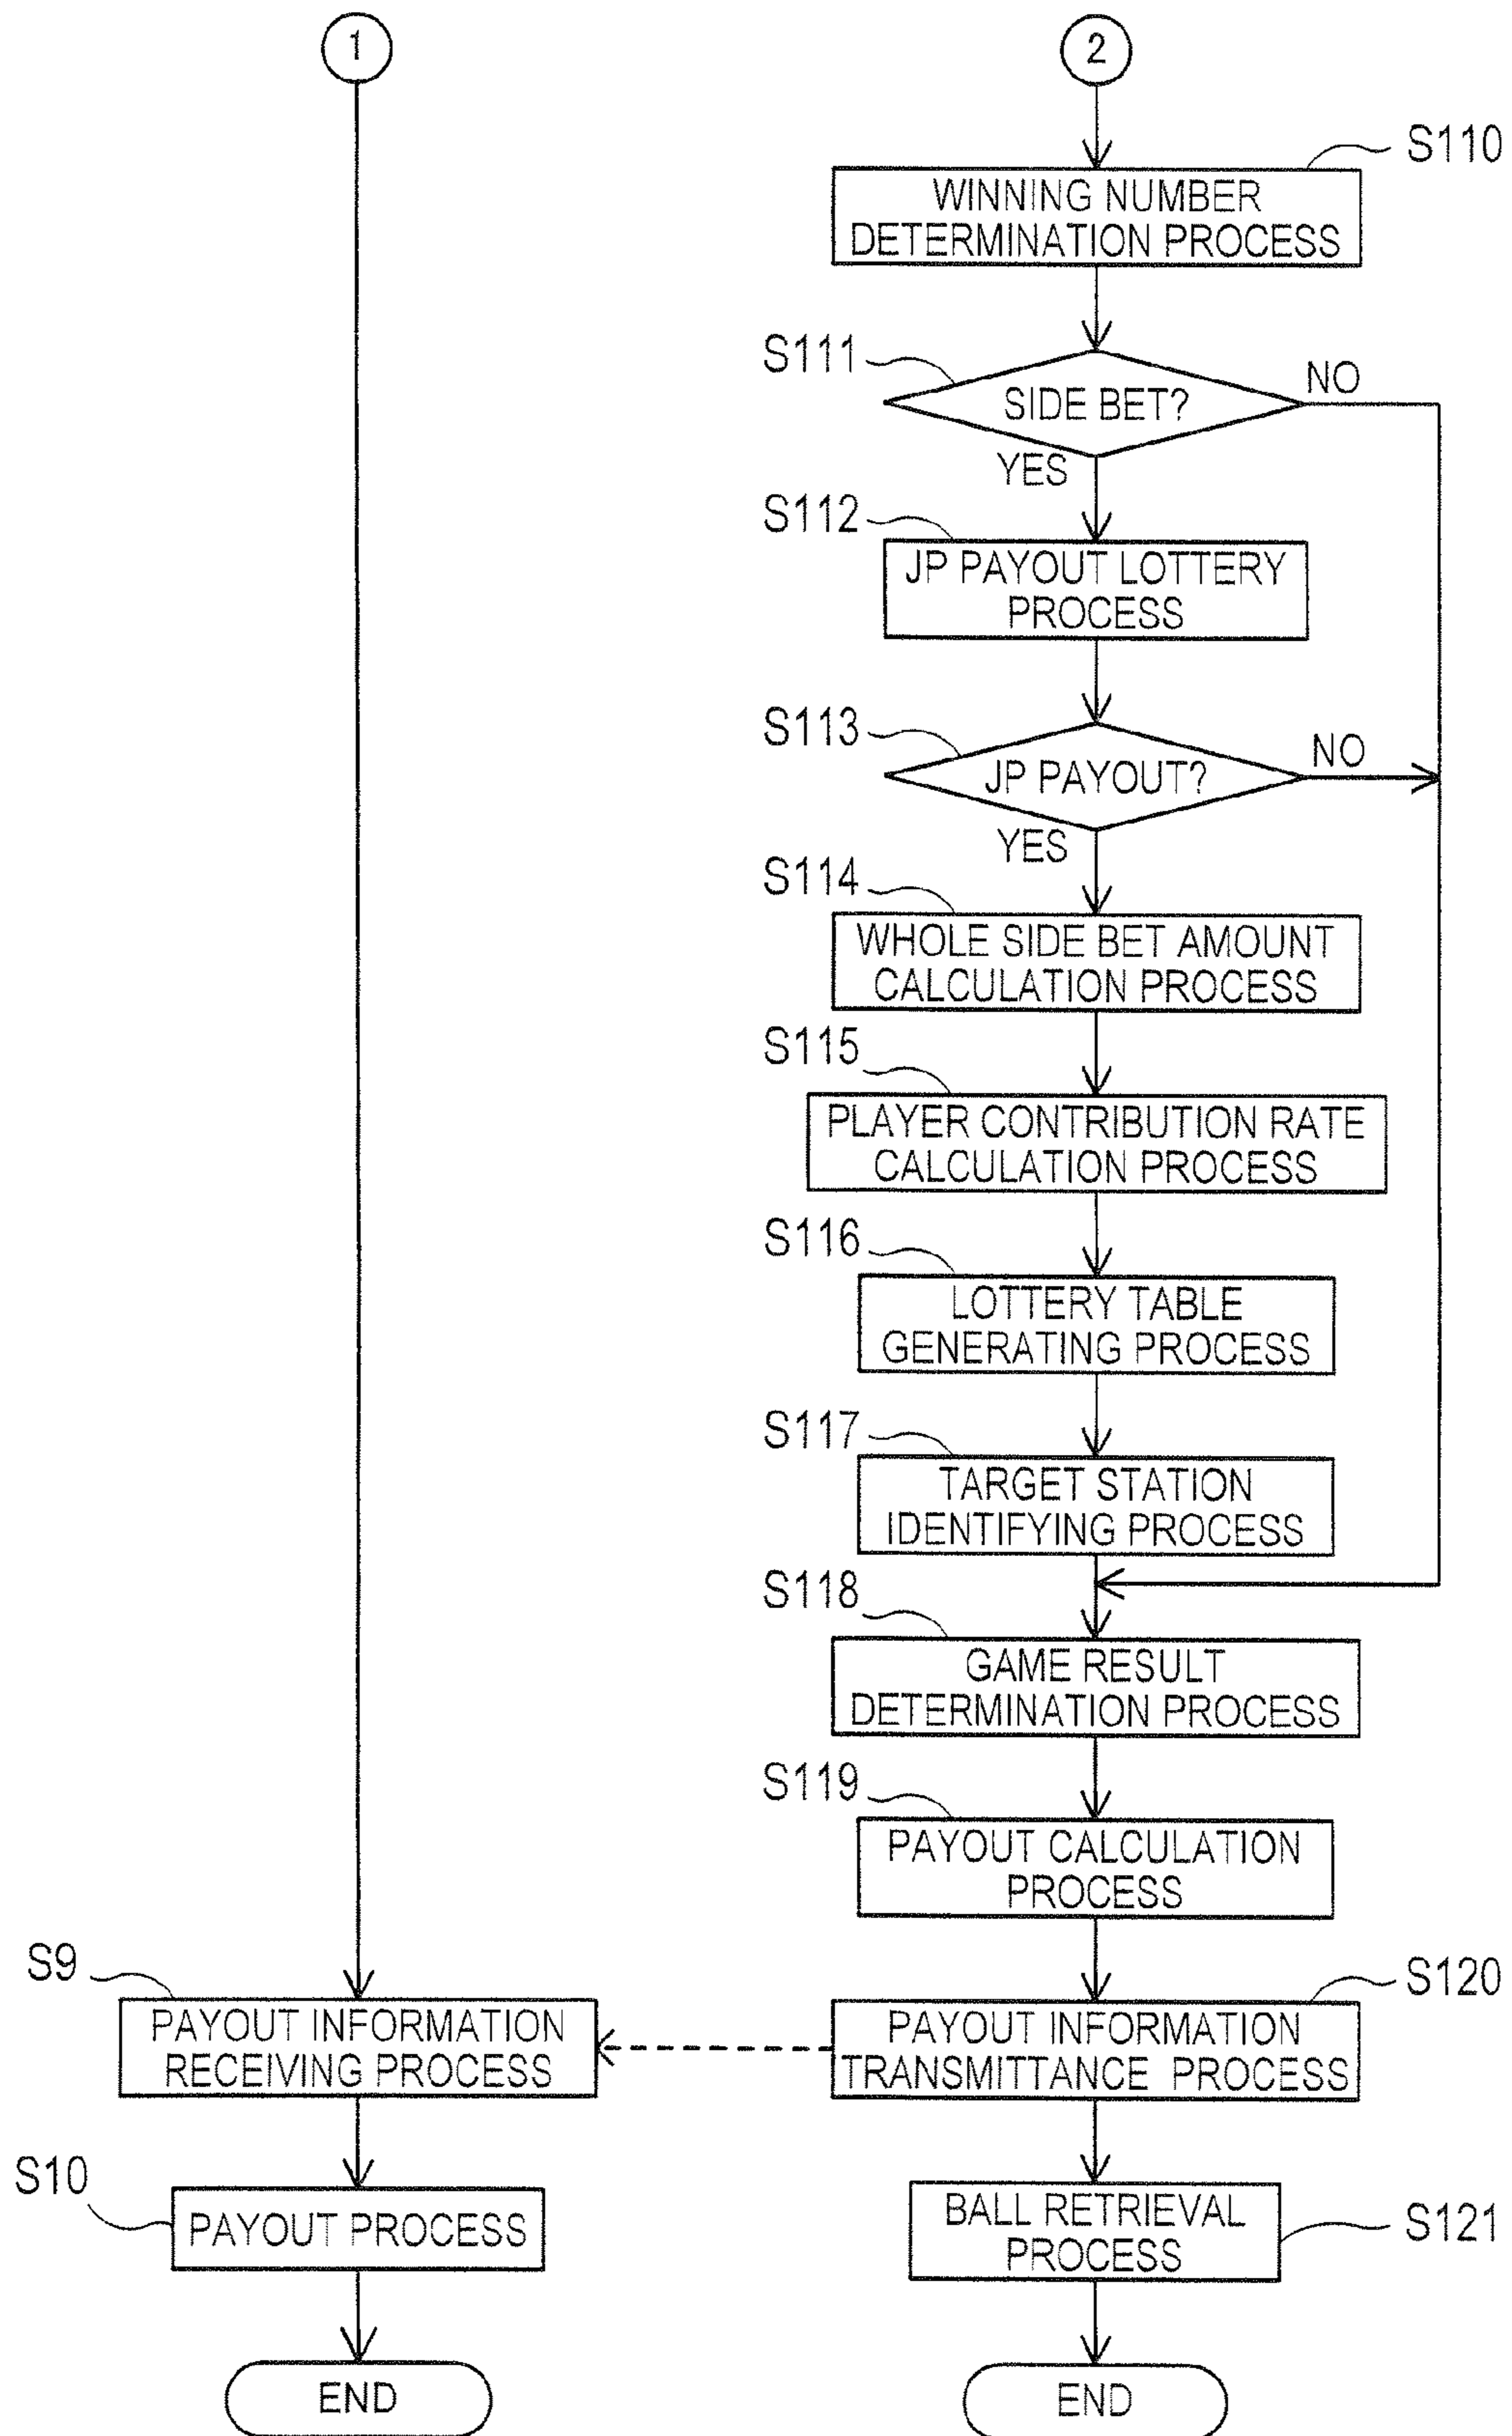 1
2
S110
WINNING NUMBER
DETERMINATION PROCESS
S111
SIDE BET?
NO
YES
S112
JP PAYOUT LOTTERY
PROCESS
S113
JP PAYOUT?
NO
YES
S114
WHOLE SIDE BET AMOUNT
CALCULATION PROCESS
S115
PLAYER CONTRIBUTION RATE
CALCULATION PROCESS
S116
LOTTERY TABLE
GENERATING PROCESS
S117
TARGET STATION
IDENTIFYING PROCESS
S118
GAME RESULT
DETERMINATION PROCESS
S119
PAYOUT CALCULATION
PROCESS
S9
PAYOUT INFORMATION
RECEIVING PROCESS
S120
PAYOUT INFORMATION
TRANSMITTANCE PROCESS
S10
PAYOUT PROCESS
BALL RETRIEVAL
PROCESS
S121
END
END